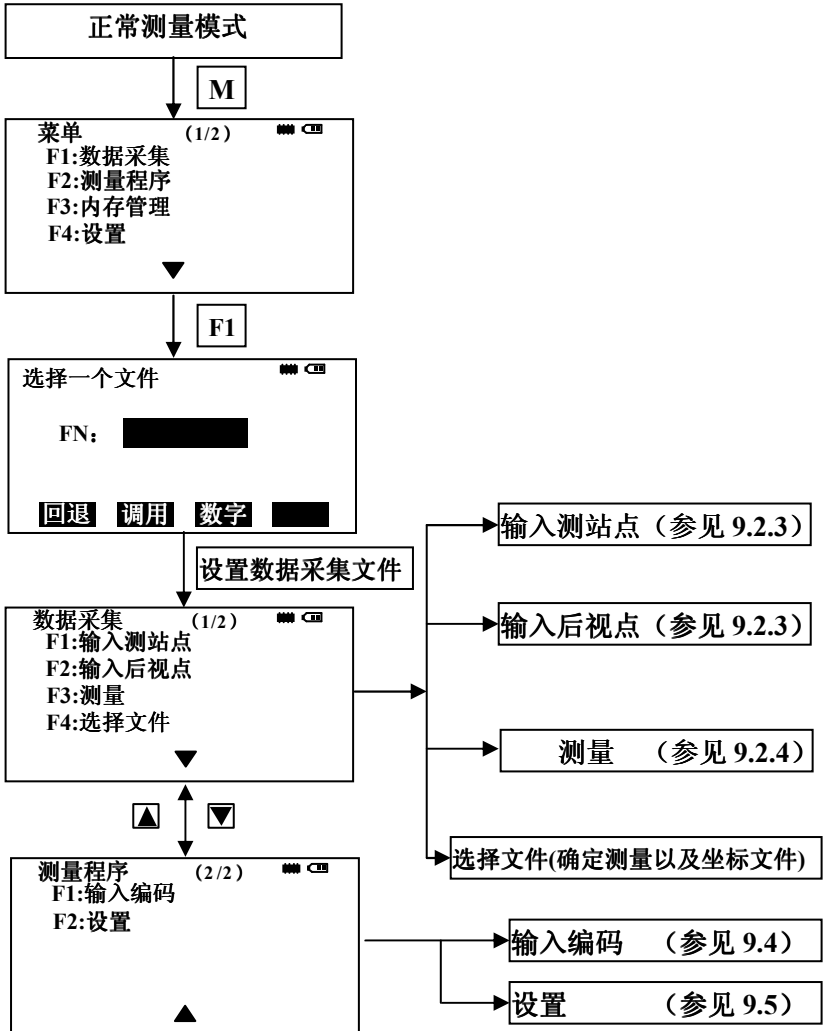 正常测量模式
M
菜单 （1/2）
F1:数据采集
F2:测量程序
F3:内存管理
F4:设置
▼
F1
选择一个文件
FN：
回退 调用 数字
设置数据采集文件
数据采集 （1/2）
F1:输入测站点
F2:输入后视点
F3:测量
F4:选择文件
▼
输入测站点（参见 9.2.3）
输入后视点（参见 9.2.3）
测量 （参见 9.2.4）
选择文件(确定测量以及坐标文件)
▲ ▼
测量程序 （2/2）
F1:输入编码
F2:设置
▲
输入编码 （参见 9.4）
设置 （参见 9.5）